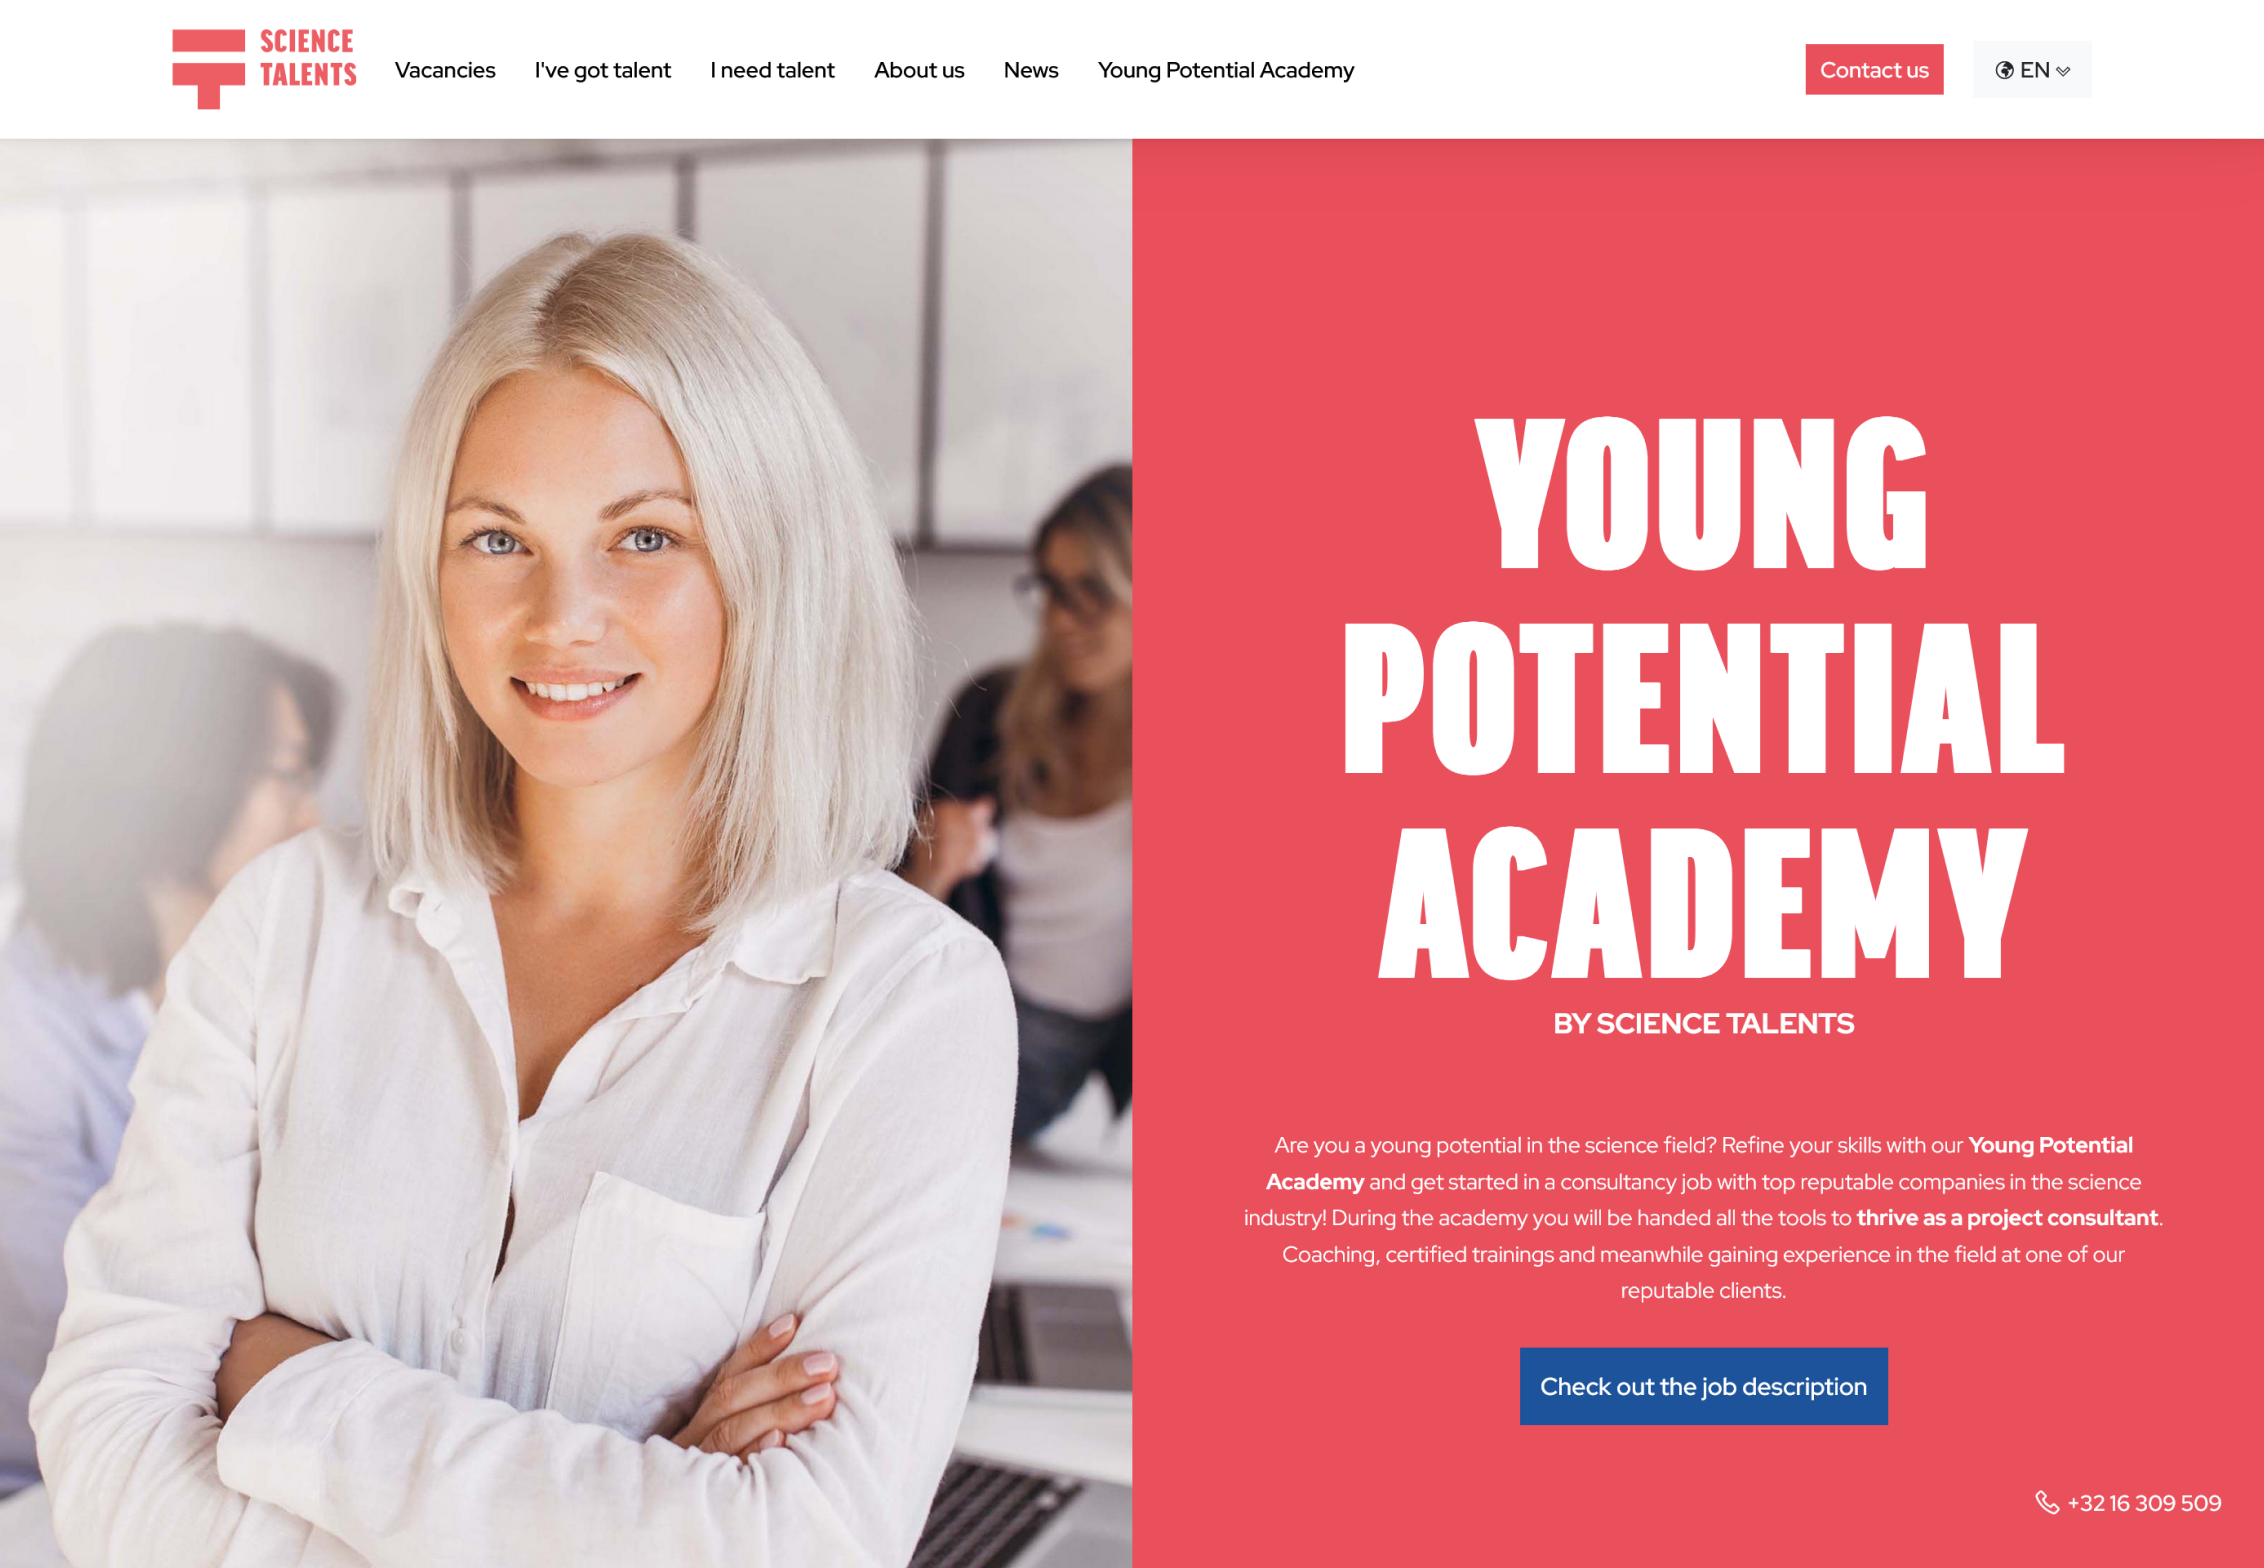 SCIENCE
TALENTS
Vacancies
I've got talent
I need talent
About us
News
Young Potential Academy
Contact us
EN
YOUNG
POTENTIAL
ACADEMY
BY SCIENCE TALENTS
Are you a young potential in the science field? Refine your skills with our Young Potential
Academy and get started in a consultancy job with top reputable companies in the science
industry! During the academy you will be handed all the tools to thrive as a project consultant.
Coaching, certified trainings and meanwhile gaining experience in the field at one of our
reputable clients.
Check out the job description
+32 16 309 509